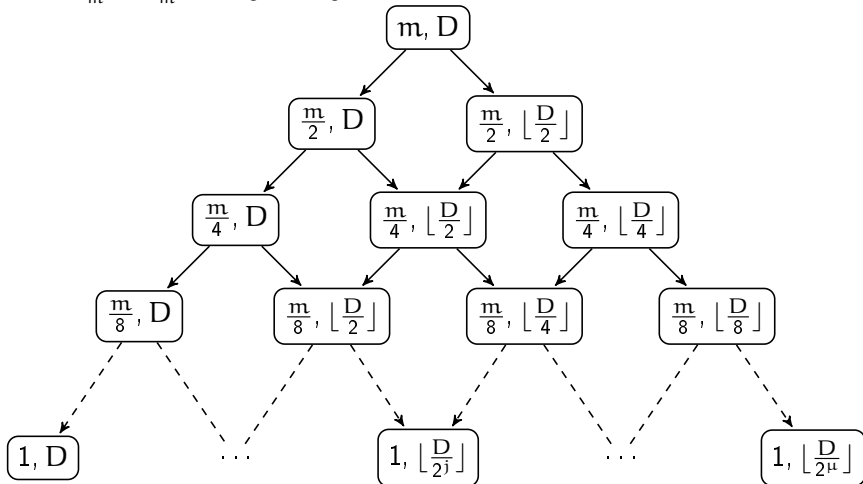 m, D
m/2, D
m/2, ⌊D/2⌋
m/4, D
m/4, ⌊D/2⌋
m/4, ⌊D/4⌋
m/8, D
m/8, ⌊D/2⌋
m/8, ⌊D/4⌋
m/8, ⌊D/8⌋
1, D
...
1, ⌊D/2^j⌋
...
1, ⌊D/2^μ⌋